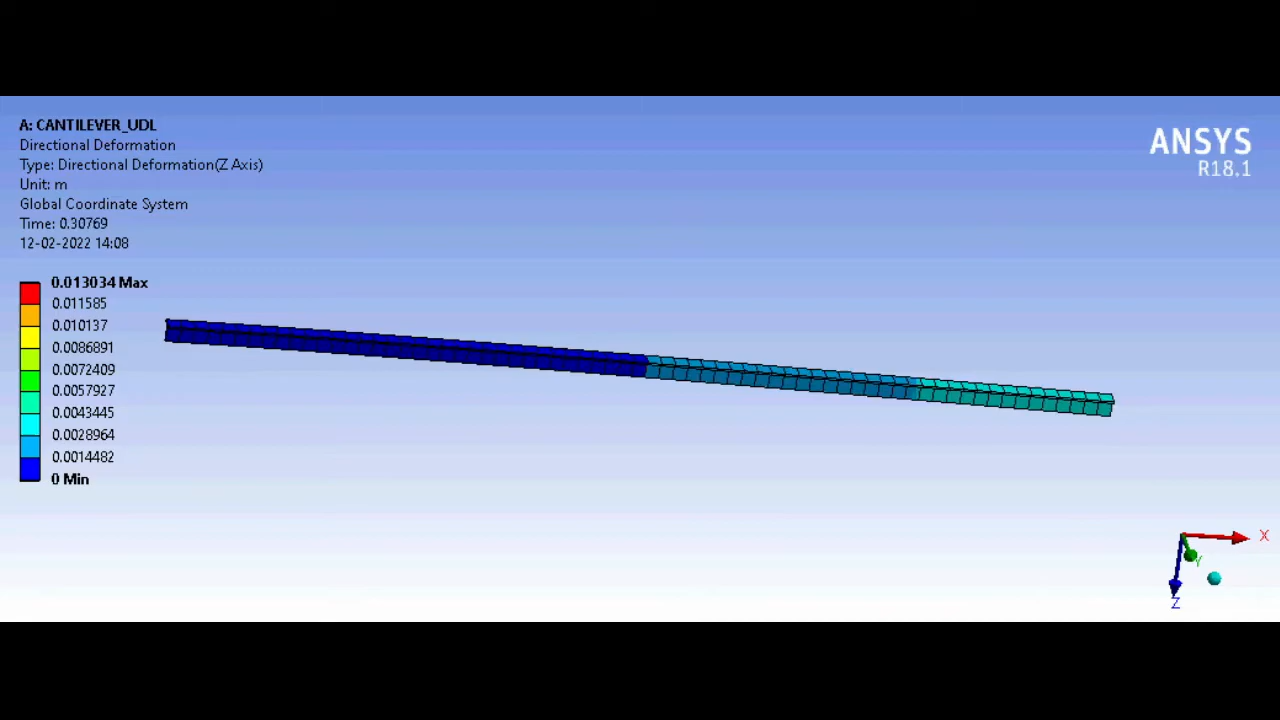 A: CANTILEVER_UDL
Directional Deformation
Type: Directional Deformation(Z Axis)
Unit: m
Global Coordinate System
Time: 0.30769
12-02-2022 14:08
ANSYS
R18.1
0.013034 Max
0.011585
0.010137
0.0086891
0.0072409
0.0057927
0.0043445
0.0028964
0.0014482
0 Min
X
Y
Z